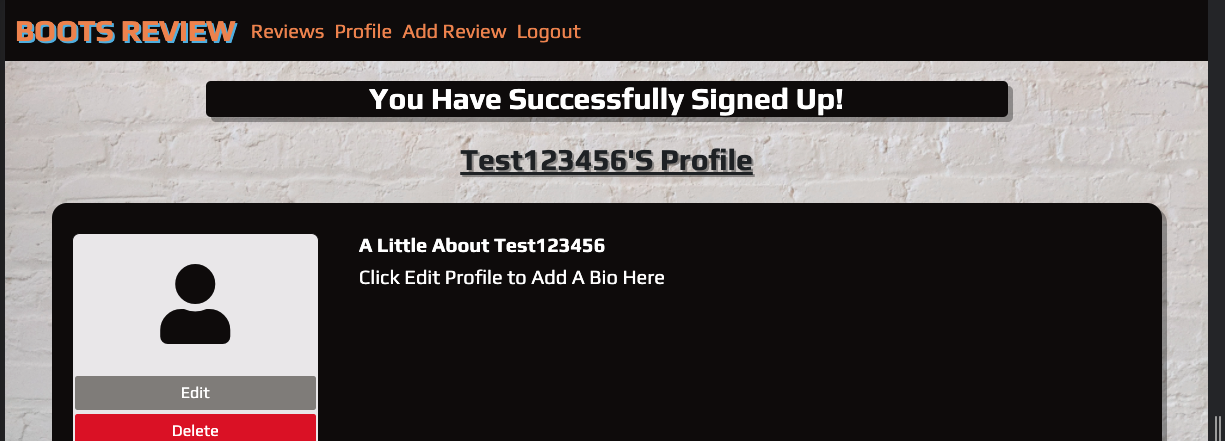 BOOTS REVIEW Reviews Profile Add Review Logout
You Have Successfully Signed Up!
Test123456'S Profile
A Little About Test123456
Click Edit Profile to Add A Bio Here
Edit
Delete